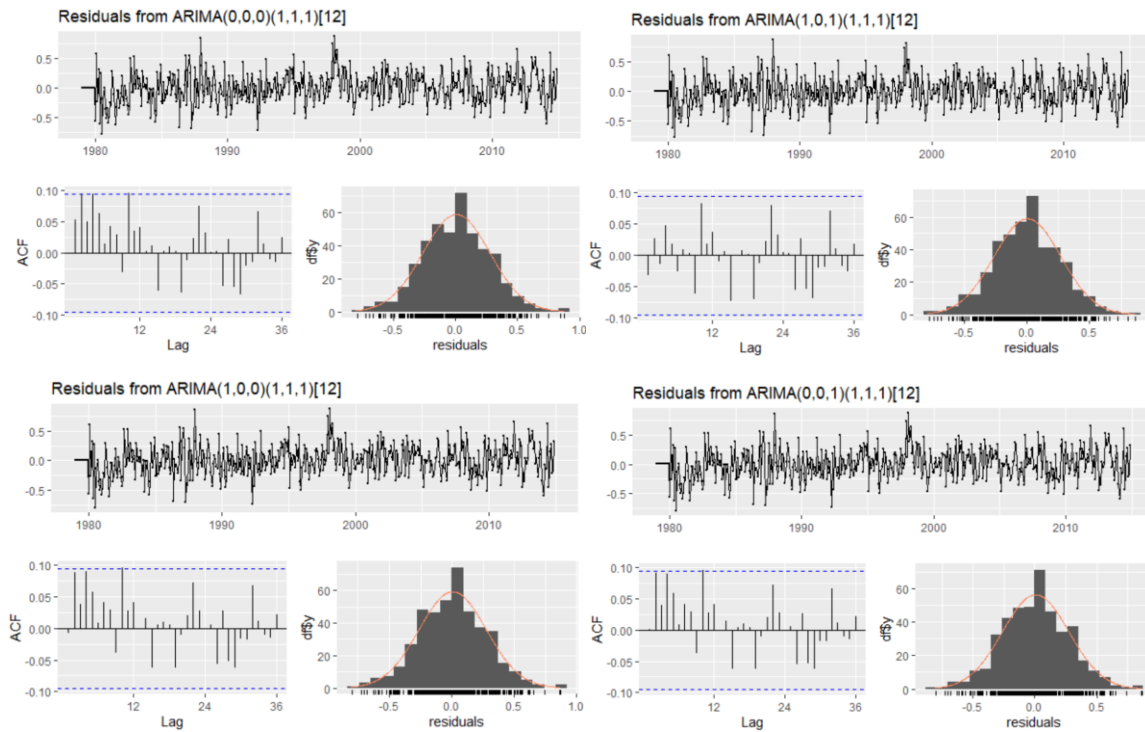 Residuals from ARIMA(0,0,0)(1,1,1)[12]
0.5
0.0
-0.5
1980 1990 2000 2010
0.10
0.05
0.00
-0.05
-0.10
ACF
12 24 36
Lag
60
40
20
0
df$y
-0.5 0.0 0.5 1.0
residuals
Residuals from ARIMA(1,0,1)(1,1,1)[12]
0.5
0.0
-0.5
1980 1990 2000 2010
0.10
0.05
0.00
-0.05
-0.10
ACF
12 24 36
Lag
60
40
20
0
df$y
-0.5 0.0 0.5
residuals
Residuals from ARIMA(1,0,0)(1,1,1)[12]
0.5
0.0
-0.5
1980 1990 2000 2010
0.10
0.05
0.00
-0.05
-0.10
ACF
12 24 36
Lag
60
40
20
0
df$y
-0.5 0.0 0.5 1.0
residuals
Residuals from ARIMA(0,0,1)(1,1,1)[12]
0.5
0.0
-0.5
1980 1990 2000 2010
0.10
0.05
0.00
-0.05
-0.10
ACF
12 24 36
Lag
60
40
20
0
df$y
-0.5 0.0 0.5
residuals